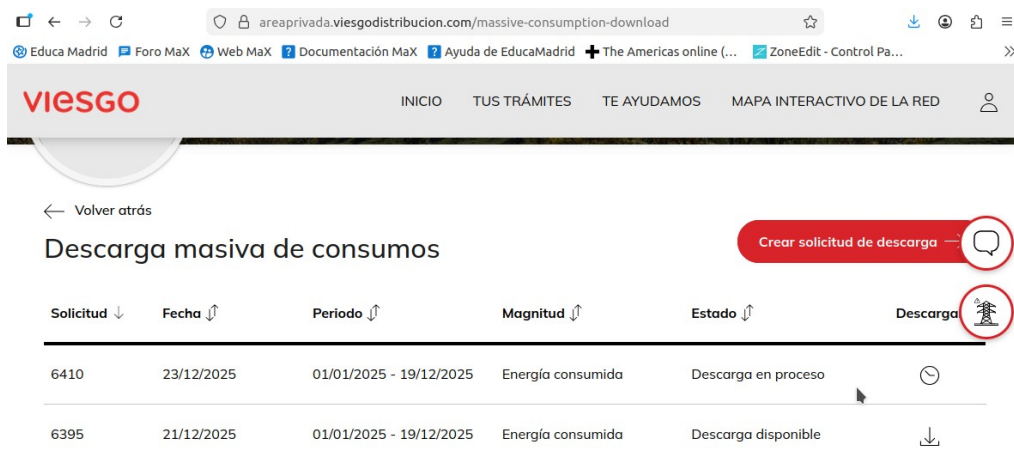 areaprivada.viesgodistribucion.com/massive-consumption-download
Educa Madrid Foro MaX Web MaX Documentación MaX Ayuda de EducaMadrid The Americas online (... ZoneEdit - Control Pa...
viesgo INICIO TUS TRÁMITES TE AYUDAMOS MAPA INTERACTIVO DE LA RED
Volver atrás
Descarga masiva de consumos
Crear solicitud de descarga
Solicitud Fecha Periodo Magnitud Estado Descarga
6410 23/12/2025 01/01/2025 - 19/12/2025 Energía consumida Descarga en proceso
6395 21/12/2025 01/01/2025 - 19/12/2025 Energía consumida Descarga disponible